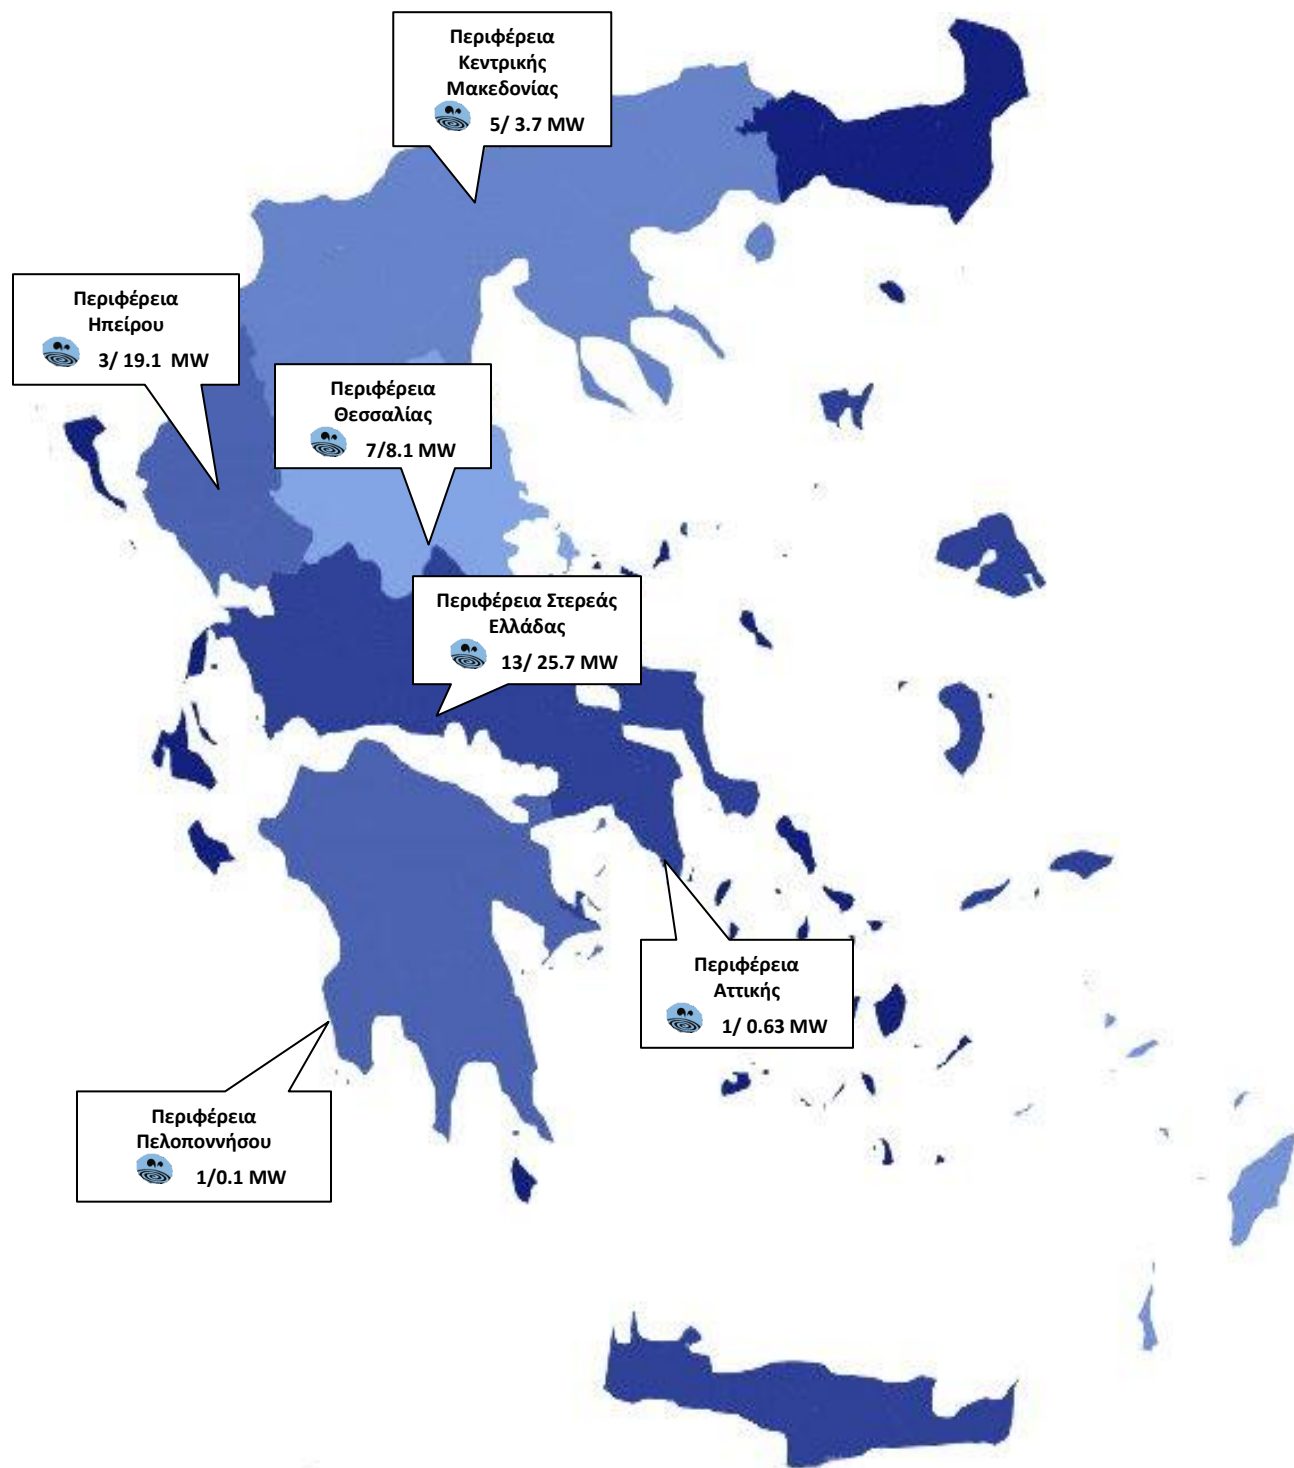 Περιφέρεια
Κεντρικής
Μακεδονίας
5/ 3.7 MW
Περιφέρεια
Ηπείρου
3/ 19.1 MW
Περιφέρεια
Θεσσαλίας
7/8.1 MW
Περιφέρεια Στερεάς
Ελλάδας
13/ 25.7 MW
Περιφέρεια
Αττικής
1/ 0.63 MW
Περιφέρεια
Πελοποννήσου
1/0.1 MW